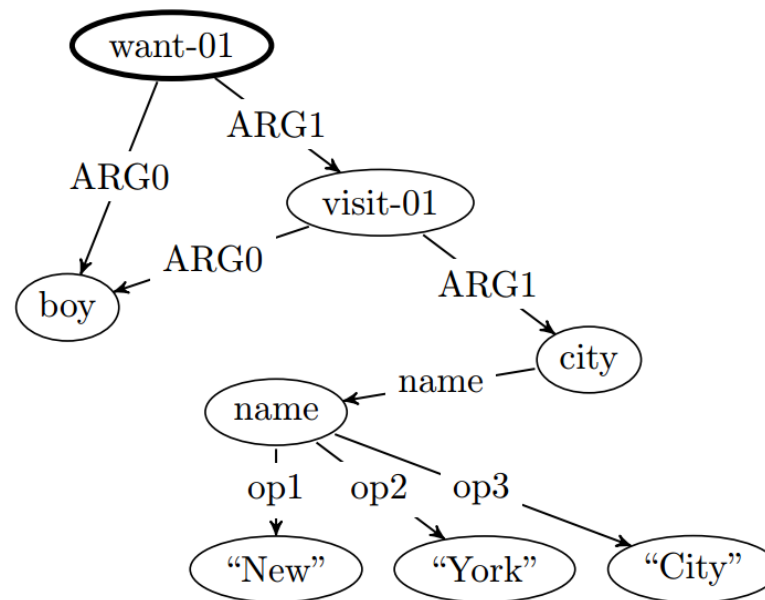 want-01
ARG1
ARG0
visit-01
ARG0
ARG1
boy
city
name
name
op1 op2 op3
“New” “York” “City”